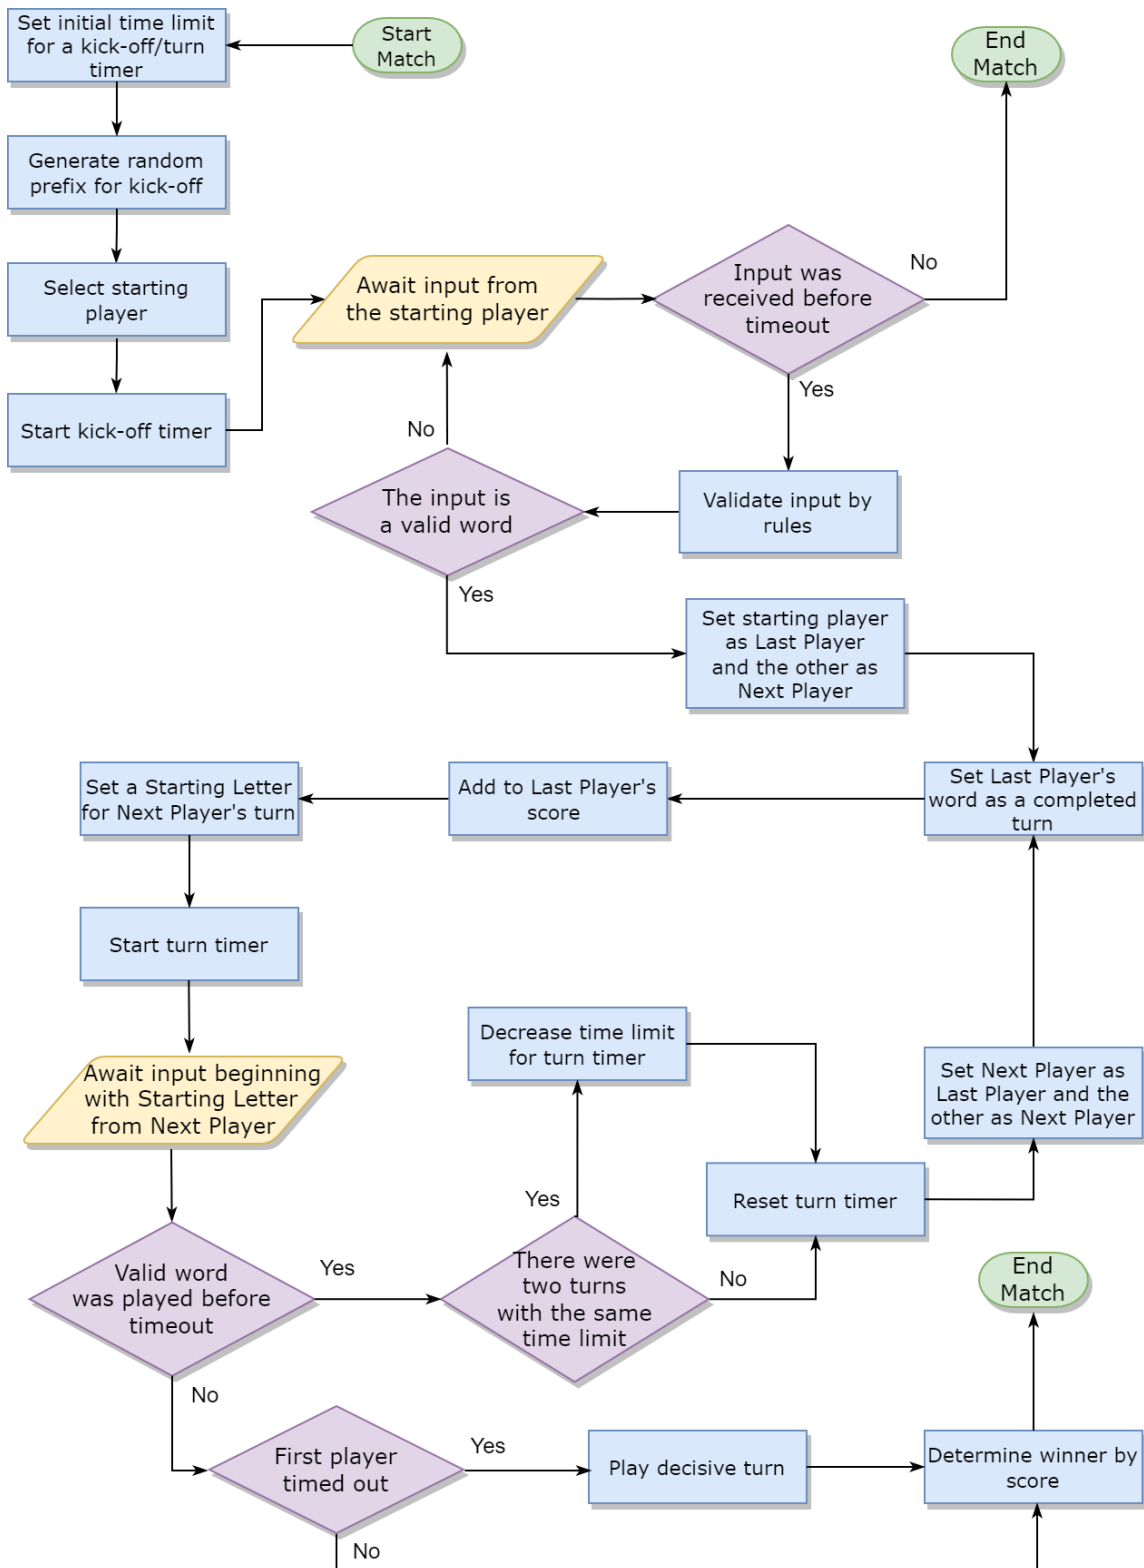 Set initial time limit
for a kick-off/turn
timer
Start
Match
End
Match
Generate random
prefix for kick-off
Select starting
player
Await input from
the starting player
Input was
received before
timeout
No
Yes
Start kick-off timer
No
The input is
a valid word
Validate input by
rules
Yes
Set starting player
as Last Player
and the other as
Next Player
Set a Starting Letter
for Next Player's turn
Add to Last Player's
score
Set Last Player's
word as a completed
turn
Start turn timer
Decrease time limit
for turn timer
Await input beginning
with Starting Letter
from Next Player
Set Next Player as
Last Player and the
other as Next Player
Yes
Reset turn timer
Valid word
was played before
timeout
Yes
There were
two turns
with the same
time limit
No
End
Match
No
First player
timed out
Yes
Play decisive turn
Determine winner by
score
No